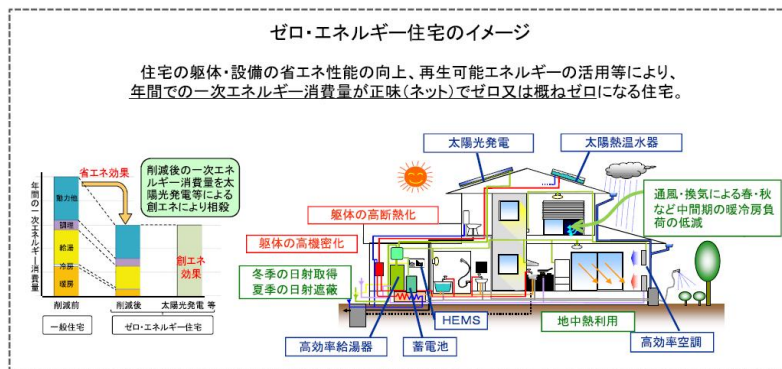 ゼロ・エネルギー住宅のイメージ
住宅の躯体・設備の省エネ性能の向上、再生可能エネルギーの活用等により、
年間での一次エネルギー消費量が正味(ネット)でゼロ又は概ねゼロになる住宅。
年間の一次エネルギー消費量
省エネ効果
動力他
調理
給湯
冷房
暖房
削減後の一次エネ
ルギー消費量を太
陽光発電等による
創エネにより相殺
創エネ
効果
削減前
削減後
太陽光発電 等
一般住宅
ゼロ・エネルギー住宅
太陽光発電
太陽熱温水器
通風・換気による春・秋
など中間期の暖冷房負
荷の低減
躯体の高断熱化
躯体の高機密化
冬季の日射取得
夏季の日射遮蔽
HEMS
地中熱利用
高効率給湯器
蓄電池
高効率空調